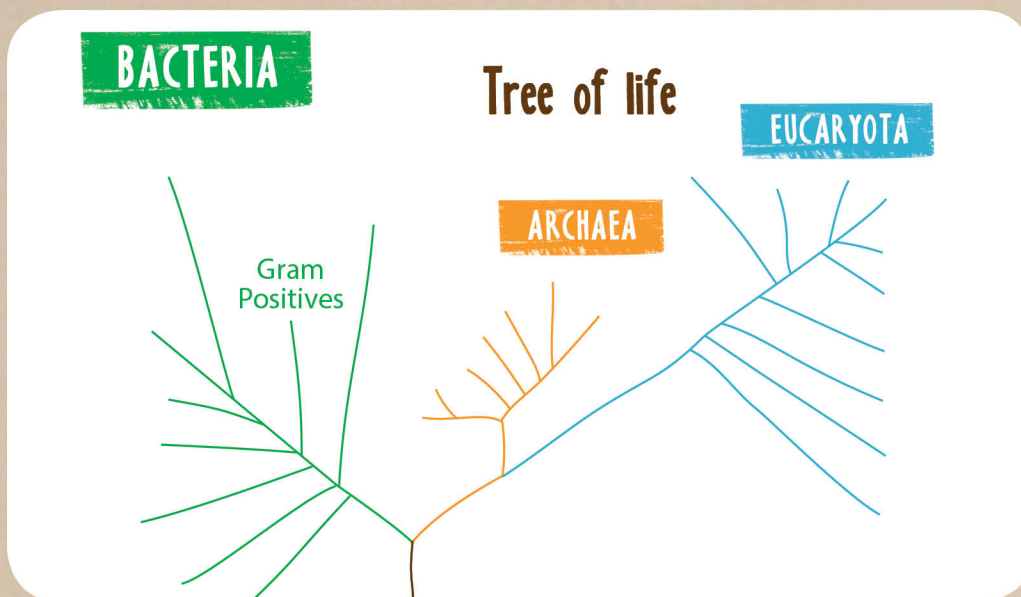 BACTERIA
Tree of life
EUCARYOTA
ARCHAEA
Gram
Positives